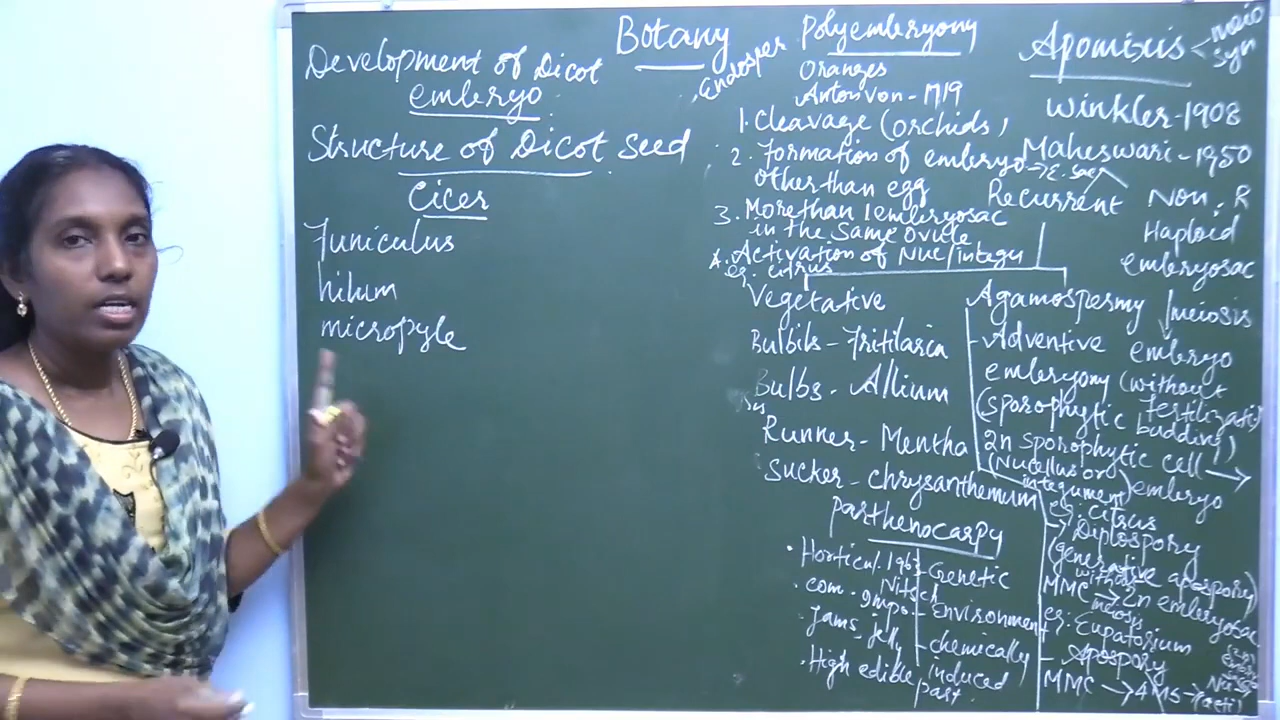 Botany
Development of Dicot
embryo
Structure of Dicot Seed
Cicer
Funiculus
hilum
micropyle
Endosper
Polyembryony
Oranges
Anton von - 1719
1. Cleavage (orchids)
2. Formation of embryo
other than egg
3. More than 1 embryosac
in the same ovule
4. Activation of Nuc/integu
eg: citrus
Apomixis
Winkler - 1908
Maheswari - 1950
Recurrent Non. R
Haploid
embryosac
meiosis
embryo
Vegetative
Bulbils - Fritilaria
Bulbs - Allium
Runner - Mentha
Sucker - chrysanthemum
Agamospermy
- Adventive
embryony (without
fertilizati
(sporophytic budding)
2n sporophytic cell →
(Nucellus or
integument) embryo
eg: citrus
→ Diplospory
(generative apospory)
without
MMC → 2n embryosac
meiosis
eg: Eupatorium
- Apospory
MMC → 4 MS →
parthenocarpy
. Horticul. 1963
Nitsch
. com. impo.
. Jams, jelly
. High edible part
- Genetic
- Environment
- chemically
induced